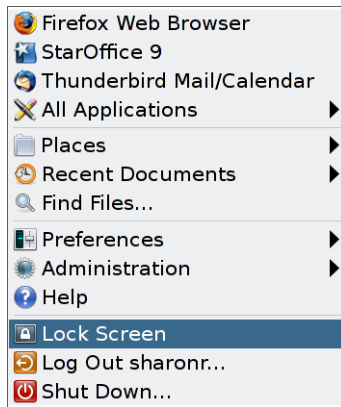 Firefox Web Browser
StarOffice 9
Thunderbird Mail/Calendar
All Applications
Places
Recent Documents
Find Files...
Preferences
Administration
Help
Lock Screen
Log Out sharonr...
Shut Down...